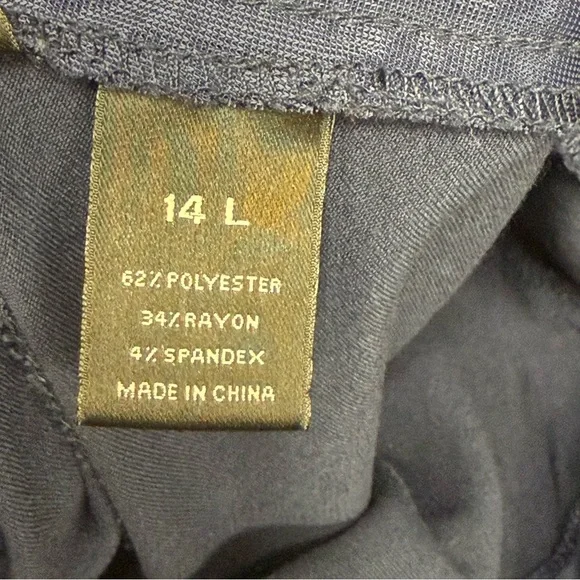 14 L
62% POLYESTER
34% RAYON
4% SPANDEX
MADE IN CHINA